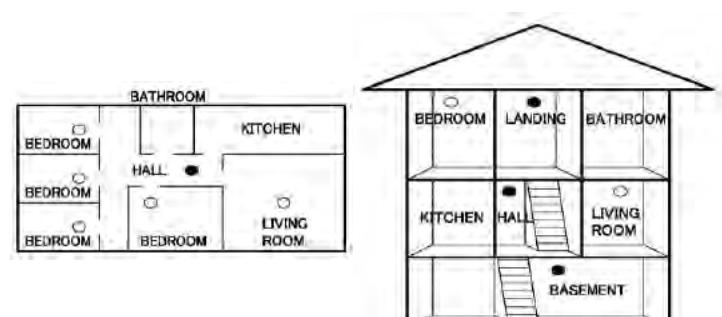 BATHROOM
KITCHEN
BEDROOM
HALL
BEDROOM
BEDROOM
BEDROOM
LIVING
ROOM
BEDROOM
LANDING
BATHROOM
KITCHEN
HALL
LIVING
ROOM
BASEMENT